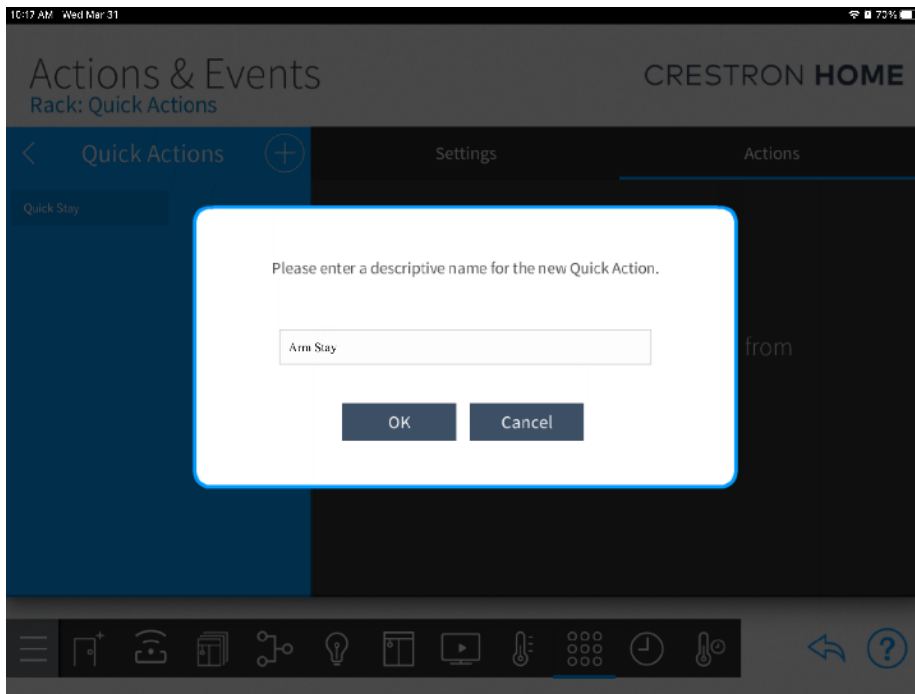 10:17 AM Wed Mar 31
73%
Actions & Events
CRESTRON HOME
Rack: Quick Actions
Quick Actions
Settings
Actions
Quick Stay
Please enter a descriptive name for the new Quick Action.
from
Arm Stay
OK Cancel
?